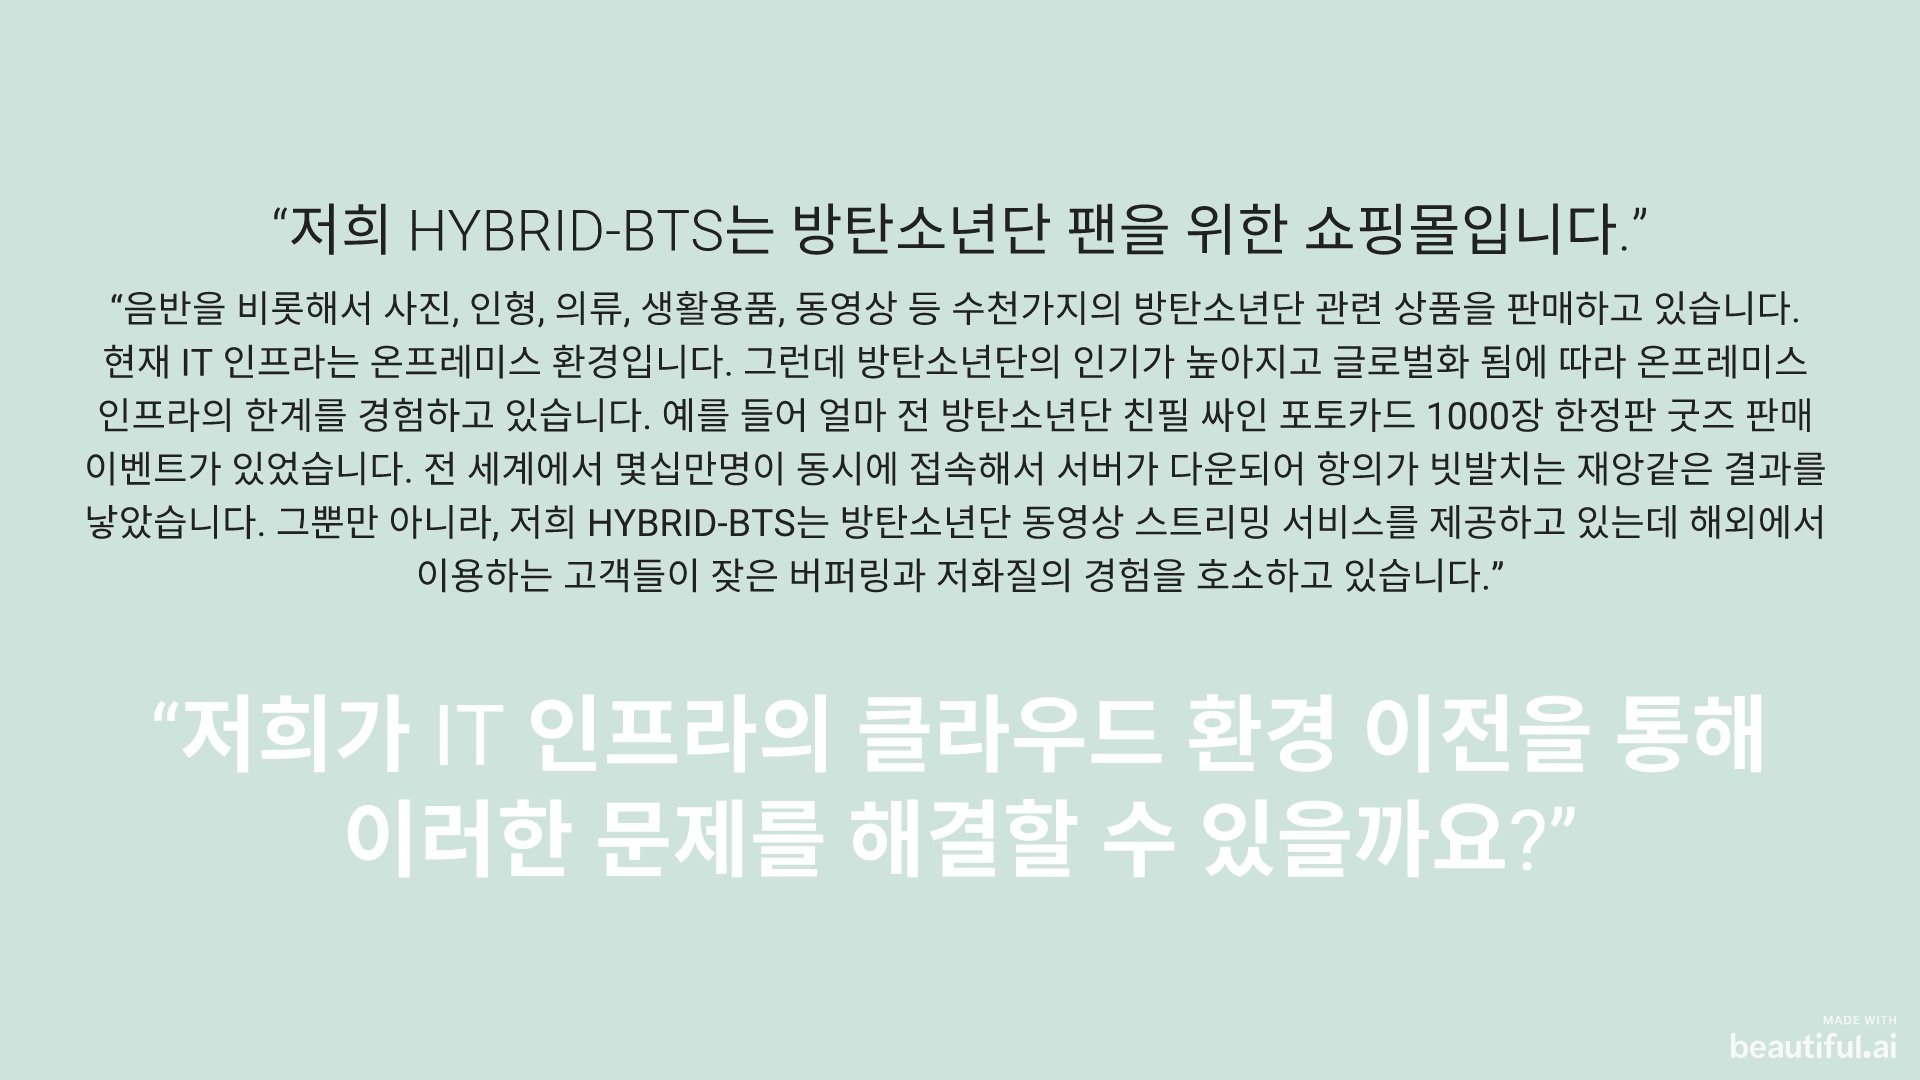 “저희 HYBRID-BTS는 방탄소년단 팬을 위한 쇼핑몰입니다.”
“음반을 비롯해서 사진, 인형, 의류, 생활용품, 동영상 등 수천가지의 방탄소년단 관련 상품을 판매하고 있습니다.
현재 IT 인프라는 온프레미스 환경입니다. 그런데 방탄소년단의 인기가 높아지고 글로벌화 됨에 따라 온프레미스
인프라의 한계를 경험하고 있습니다. 예를 들어 얼마 전 방탄소년단 친필 싸인 포토카드 1000장 한정판 굿즈 판매
이벤트가 있었습니다. 전 세계에서 몇십만명이 동시에 접속해서 서버가 다운되어 항의가 빗발치는 재앙같은 결과를
낳았습니다. 그뿐만 아니라, 저희 HYBRID-BTS는 방탄소년단 동영상 스트리밍 서비스를 제공하고 있는데 해외에서
이용하는 고객들이 잦은 버퍼링과 저화질의 경험을 호소하고 있습니다.”
“저희가 IT 인프라의 클라우드 환경 이전을 통해
이러한 문제를 해결할 수 있을까요?”
MADE WITH
beautiful.ai